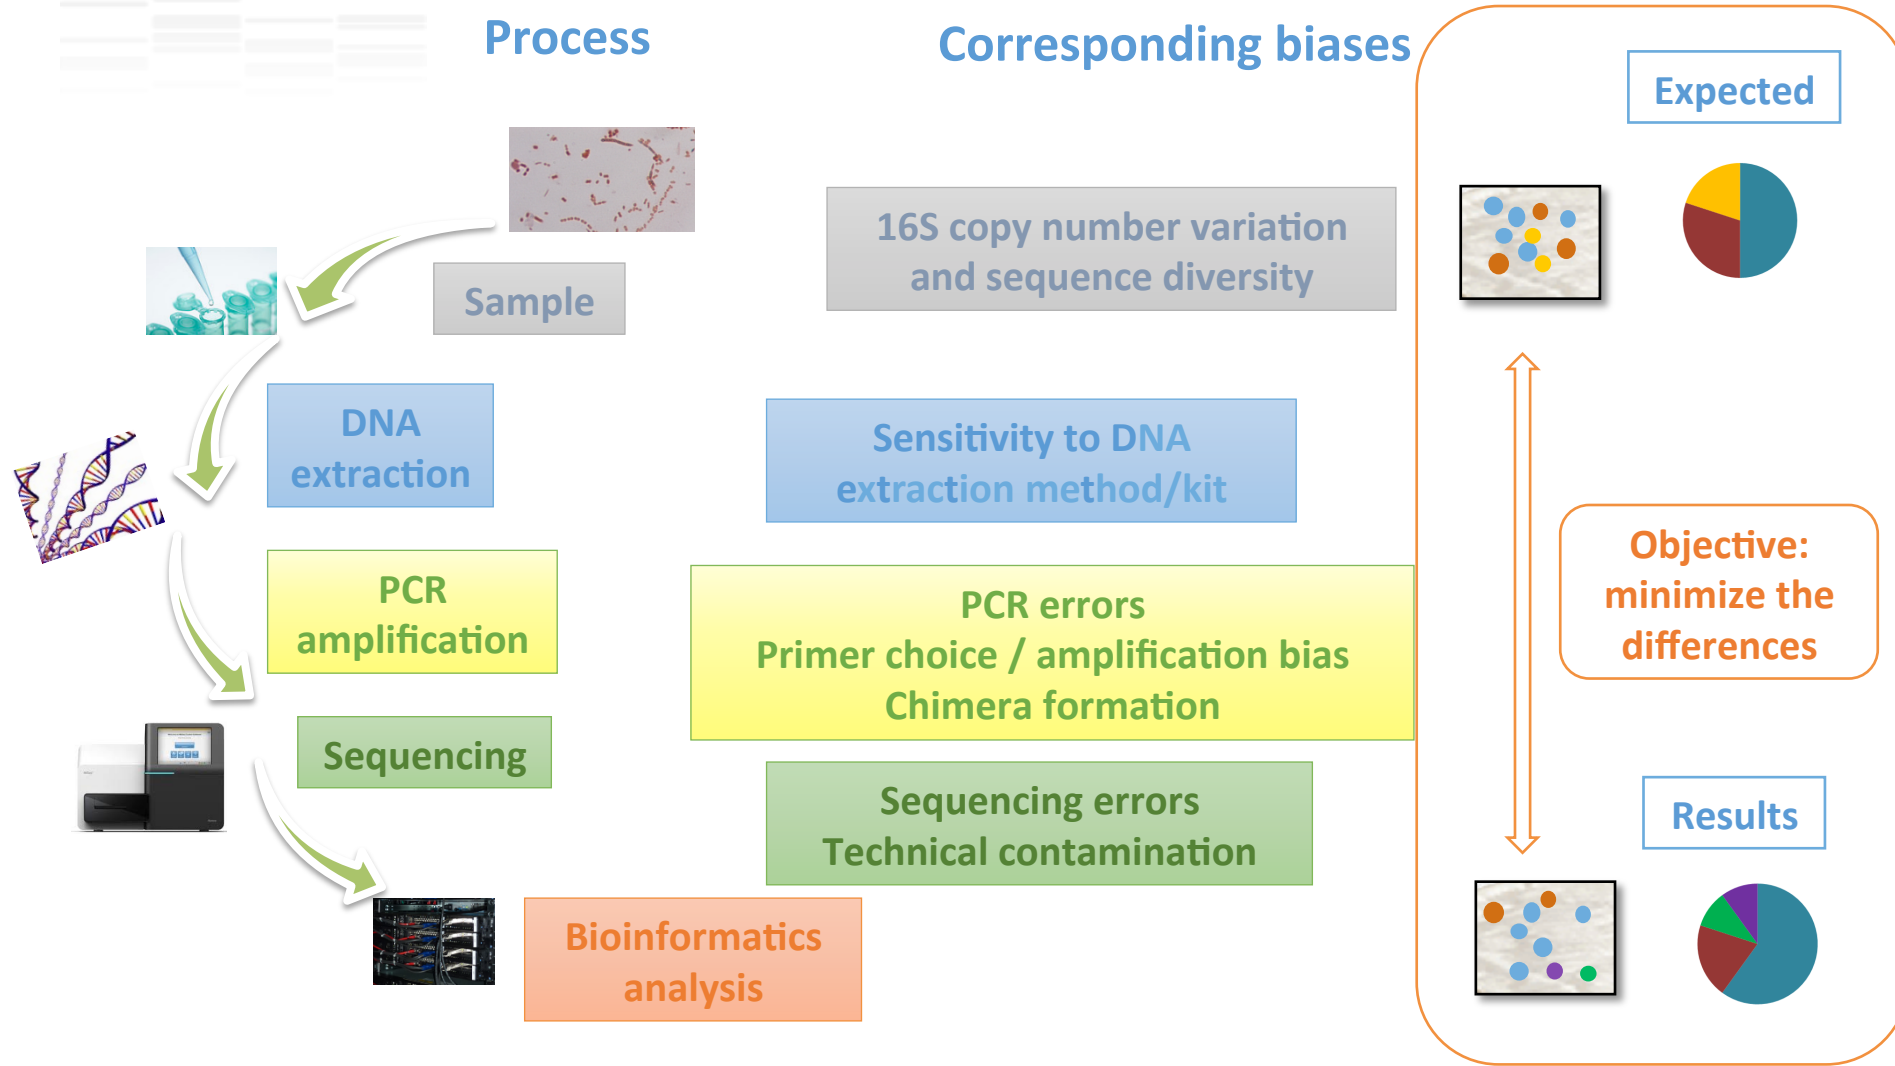 Process
Corresponding biases
Expected
16S copy number variation
and sequence diversity
Sample
DNA
extraction
Sensitivity to DNA
extraction method/kit
Objective:
minimize the
differences
PCR
amplification
PCR errors
Primer choice / amplification bias
Chimera formation
Sequencing
Sequencing errors
Technical contamination
Results
Bioinformatics
analysis